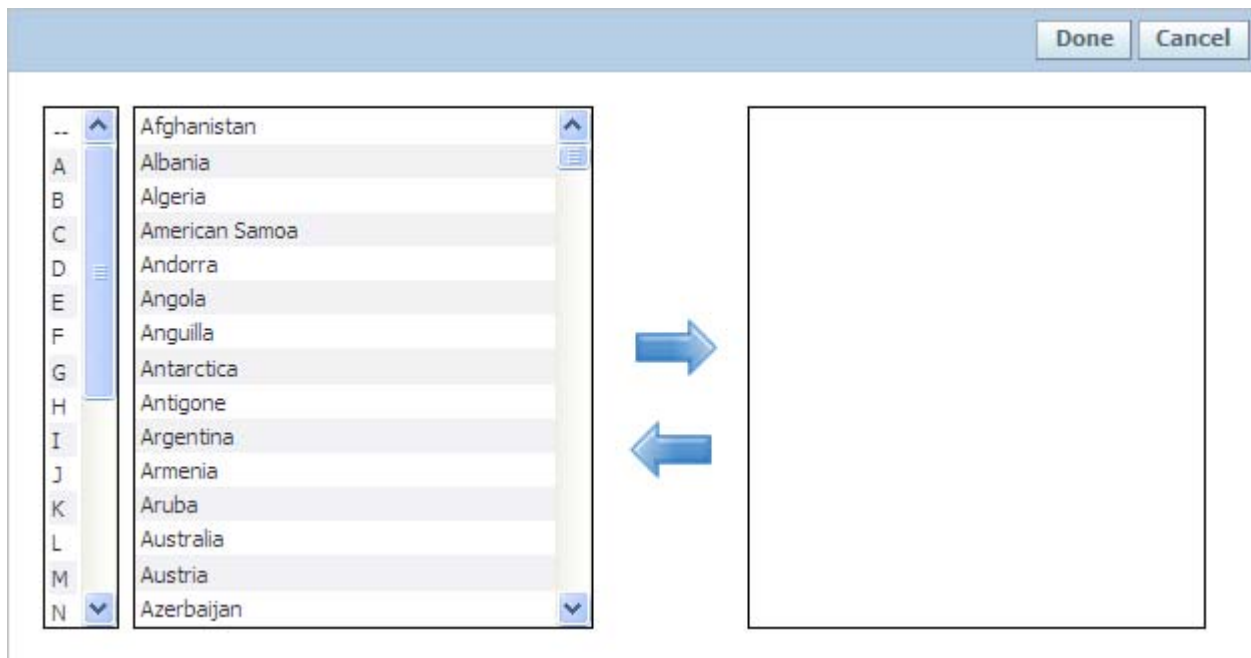 Done Cancel
--
A
B
C
D
E
F
G
H
I
J
K
L
M
N
Afghanistan
Albania
Algeria
American Samoa
Andorra
Angola
Anguilla
Antarctica
Antigone
Argentina
Armenia
Aruba
Australia
Austria
Azerbaijan